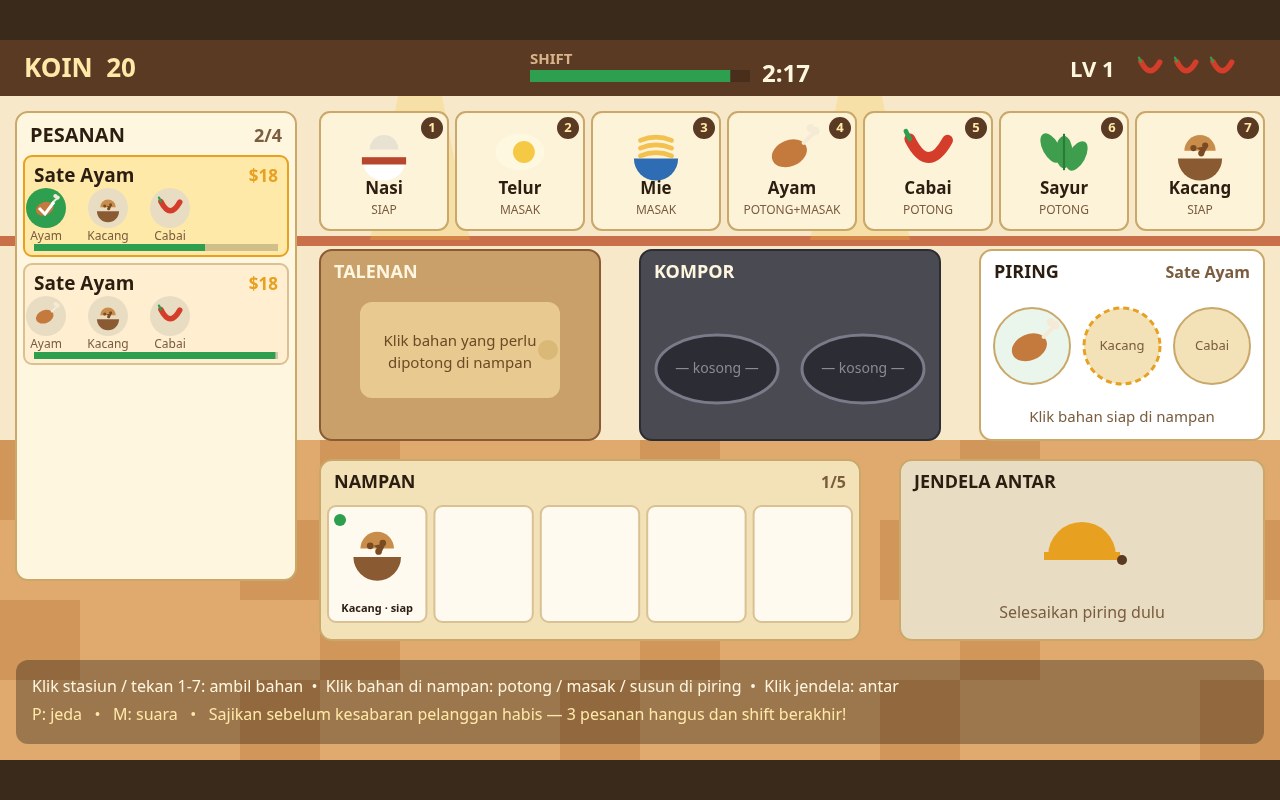 KOIN 20
SHIFT
2:17
LV 1
PESANAN 2/4
Sate Ayam $18
Ayam Kacang Cabai
Sate Ayam $18
Ayam Kacang Cabai
1
Nasi
SIAP
2
Telur
MASAK
3
Mie
MASAK
4
Ayam
POTONG+MASAK
5
Cabai
POTONG
6
Sayur
POTONG
7
Kacang
SIAP
TALENAN
Klik bahan yang perlu
dipotong di nampan
KOMPOR
— kosong — — kosong —
PIRING Sate Ayam
Kacang Cabai
Klik bahan siap di nampan
NAMPAN 1/5
Kacang · siap
JENDELA ANTAR
Selesaikan piring dulu
Klik stasiun / tekan 1-7: ambil bahan • Klik bahan di nampan: potong / masak / susun di piring • Klik jendela: antar
P: jeda • M: suara • Sajikan sebelum kesabaran pelanggan habis — 3 pesanan hangus dan shift berakhir!